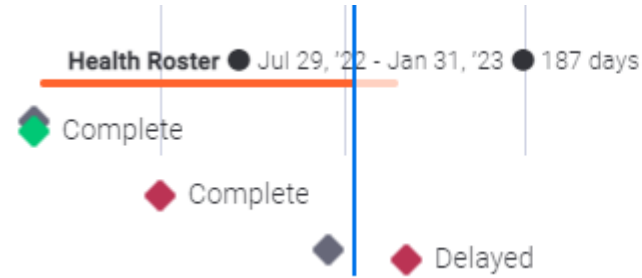 Health Roster ● Jul 29, '22 - Jan 31, '23 ● 187 days
Complete
Complete
Delayed